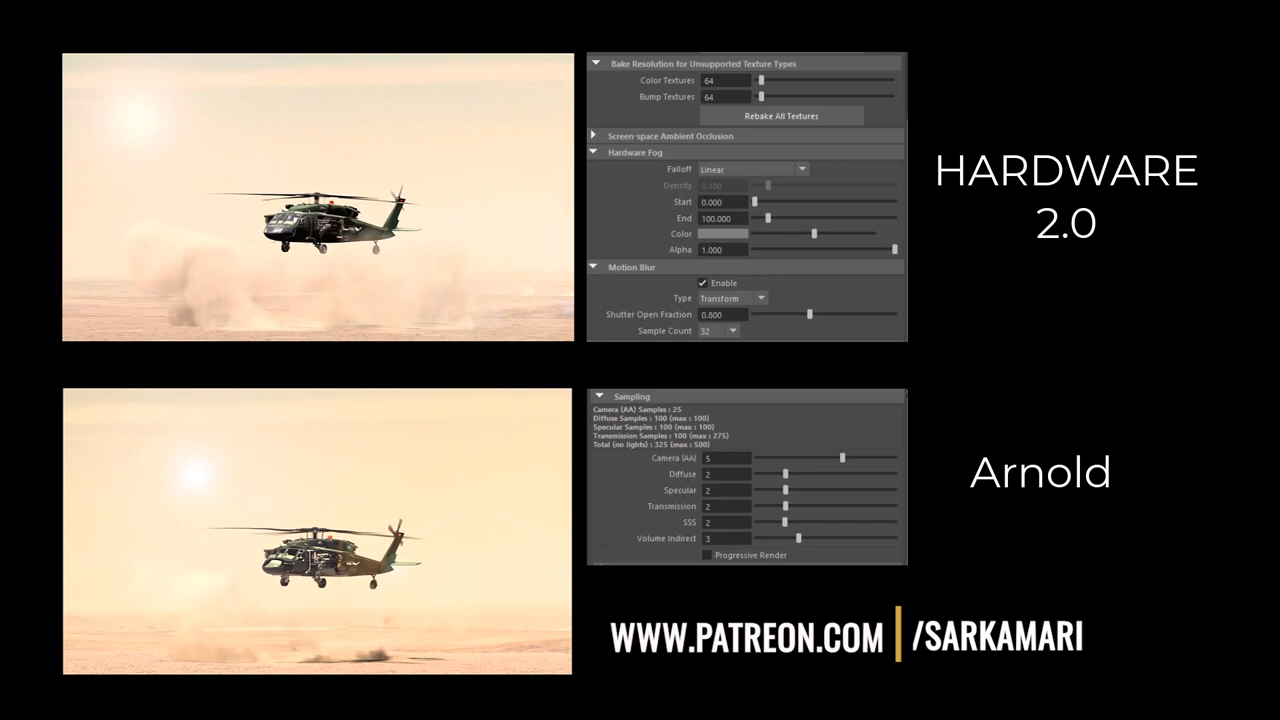 Bake Resolution for Unsupported Texture Types
Color Textures 64
Bump Textures 64
Rebake All Textures
Screen-space Ambient Occlusion
Hardware Fog
Falloff Linear
Density 0.100
Start 0.000
End 100.000
Color
Alpha 1.000
Motion Blur
Enable
Type Transform
Shutter Open Fraction 0.800
Sample Count 32
HARDWARE
2.0
Sampling
Camera (AA) Samples : 25
Diffuse Samples : 100 (max : 100)
Specular Samples : 100 (max : 100)
Transmission Samples : 100 (max : 275)
Total (no lights) : 325 (max : 500)
Camera (AA) 5
Diffuse 2
Specular 2
Transmission 2
SSS 2
Volume Indirect 3
Progressive Render
Arnold
WWW.PATREON.COM /SARKAMARI